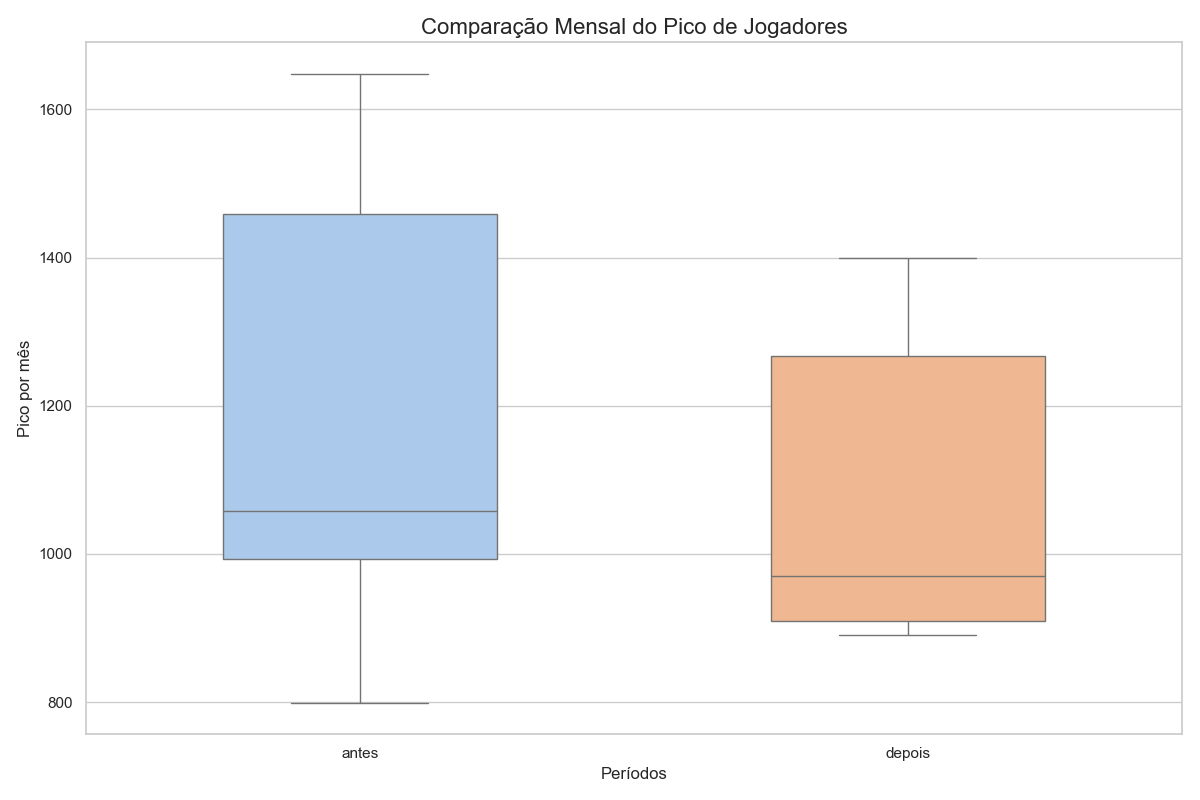 Comparação Mensal do Pico de Jogadores
Pico por mês
1600
1400
1200
1000
800
antes
depois
Períodos